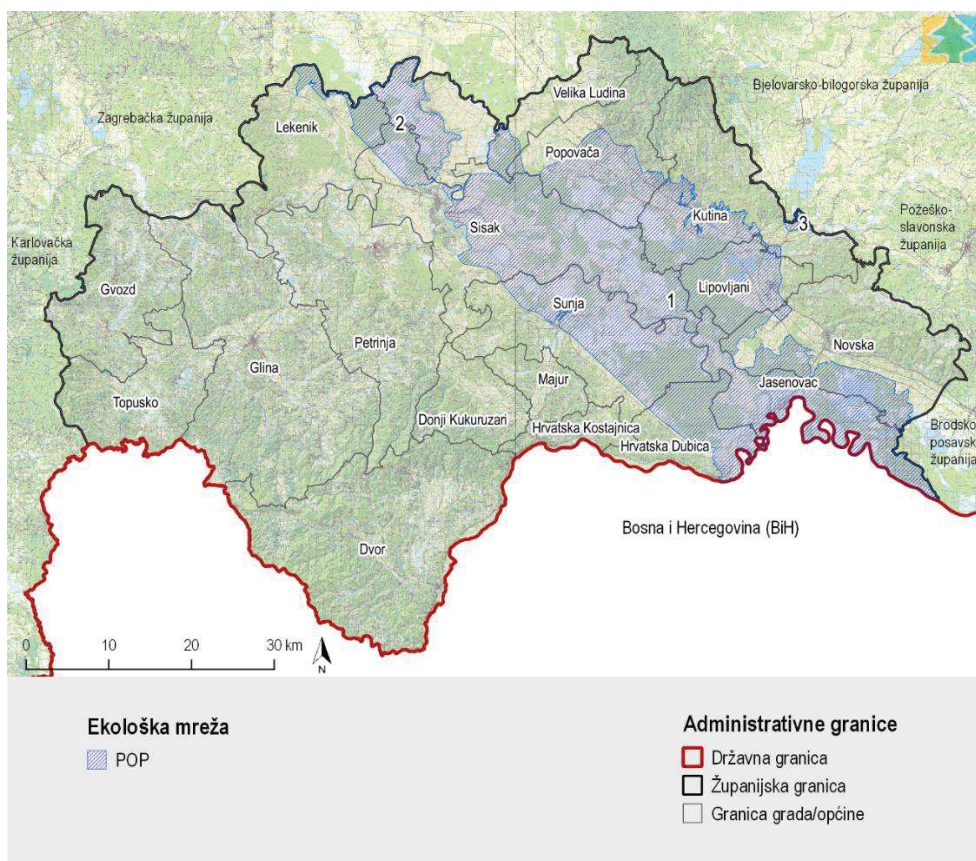 Velika Ludina
Bjelovarsko-bilogorska županija
Zagrebačka županija
Lekenik
2
Popovača
Kutina
3
Požeško-
slavonska
županija
Karlovačka
županija
Sisak
Gvozd
Lipovljani
Sunja
1
Novska
Petrinja
Glina
Majur
Jasenovac
Topusko
Donji Kukuruzari
Hrvatska Kostajnica
Hrvatska Dubica
Brodsko
posavsk
županija
Bosna i Hercegovina (BiH)
Dvor
0 10 20 30 km
N
Ekološka mreža
POP
Administrativne granice
Državna granica
Županijska granica
Granica grada/općine